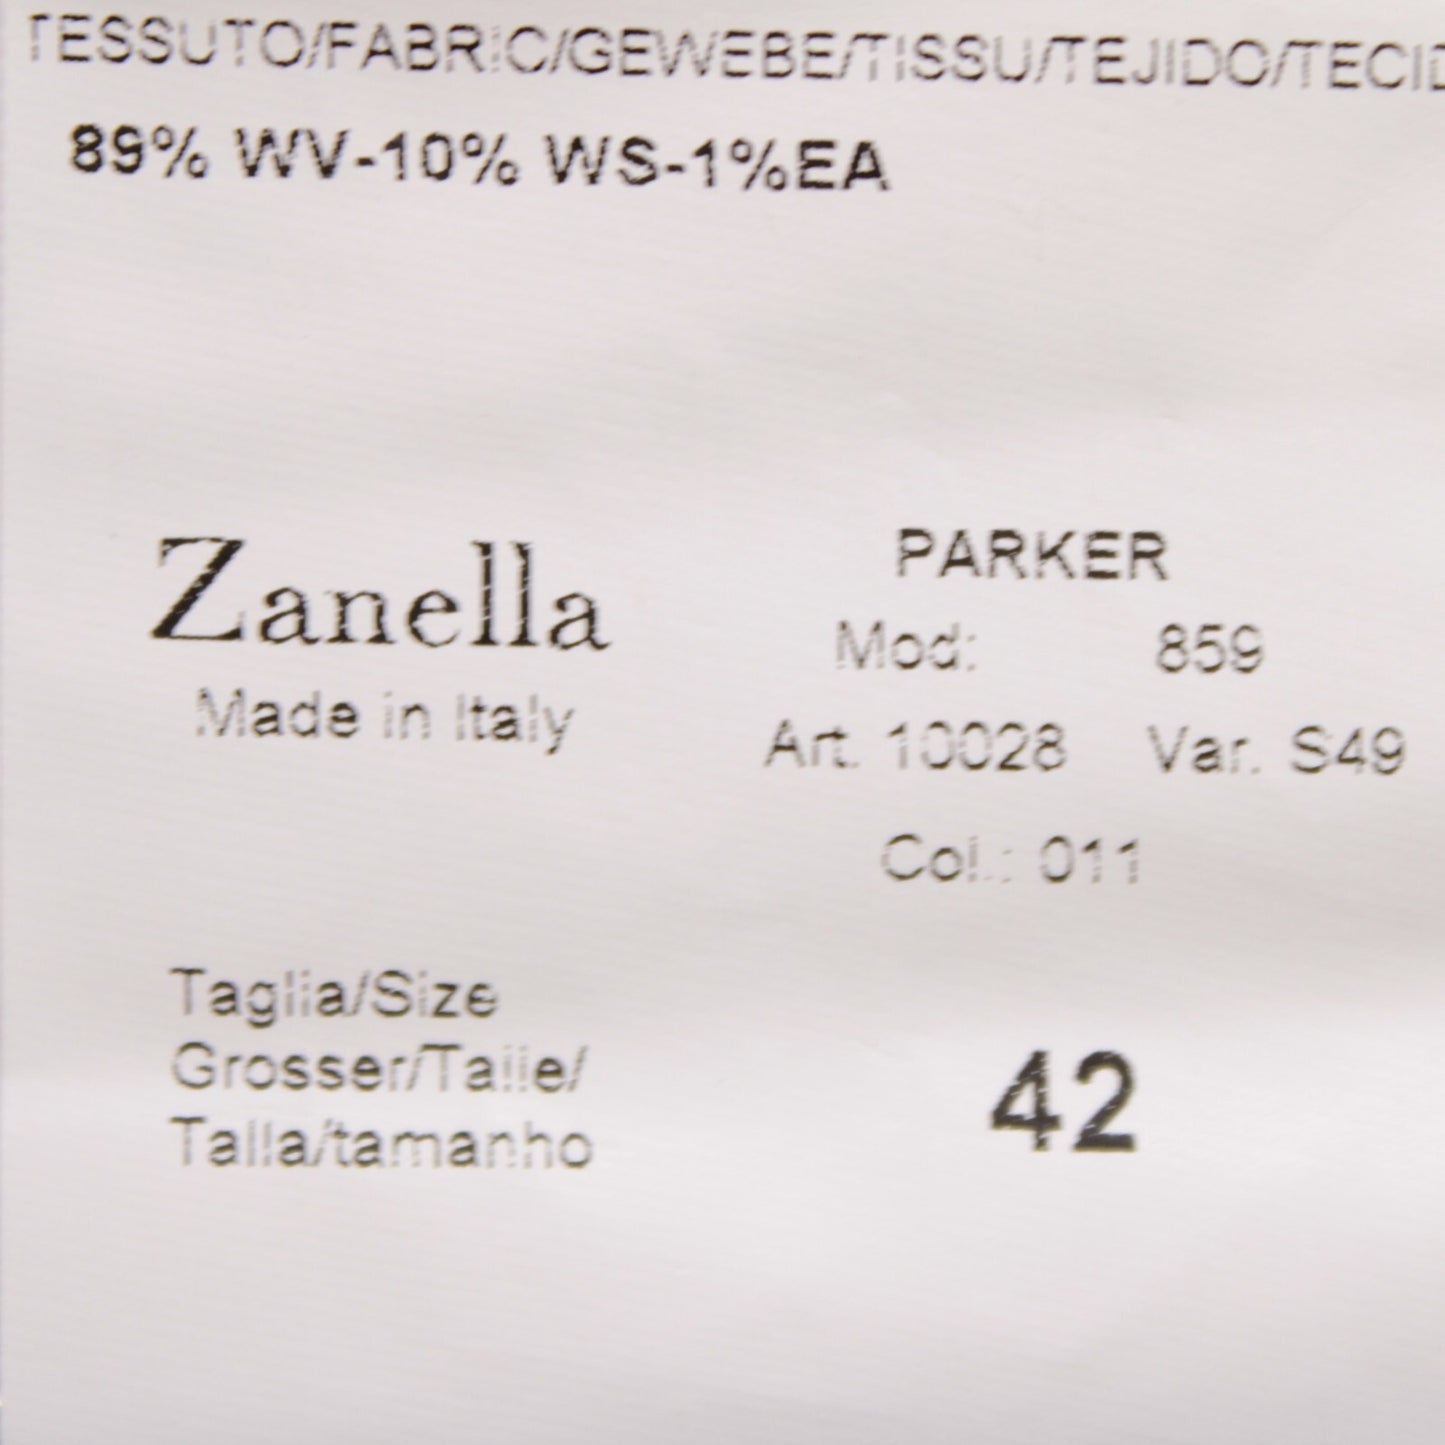 TESSUTO/FABRIC/GEWEBE/TISSU/TEJIDO/TECID
89% WV-10% WS-1%EA
Zanella
Made in Italy
PARKER
Mod: 859
Art. 10028 Var. S49
Col.: 011
Taglia/Size
Grosser/Taille/
Talla/tamanho
42